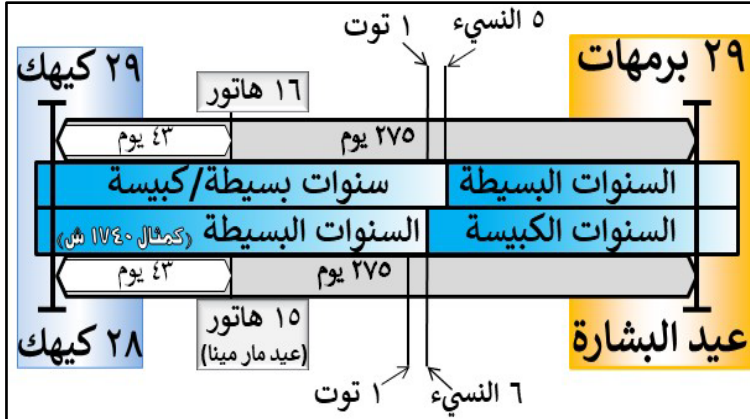 ٥ النسيء
١ توت
٢٩ برمهات
٢٩ كيهك
١٦ هاتور
٢٧٥ يوم
٤٣ يوم
السنوات البسيطة
سنوات بسيطة/كبيسة
السنوات الكبيسة
السنوات البسيطة (كمثال ١٧٤٠ ش)
٢٧٥ يوم
٤٣ يوم
عيد البشارة
١٥ هاتور
(عيد مار مينا)
٢٨ كيهك
٦ النسيء
١ توت